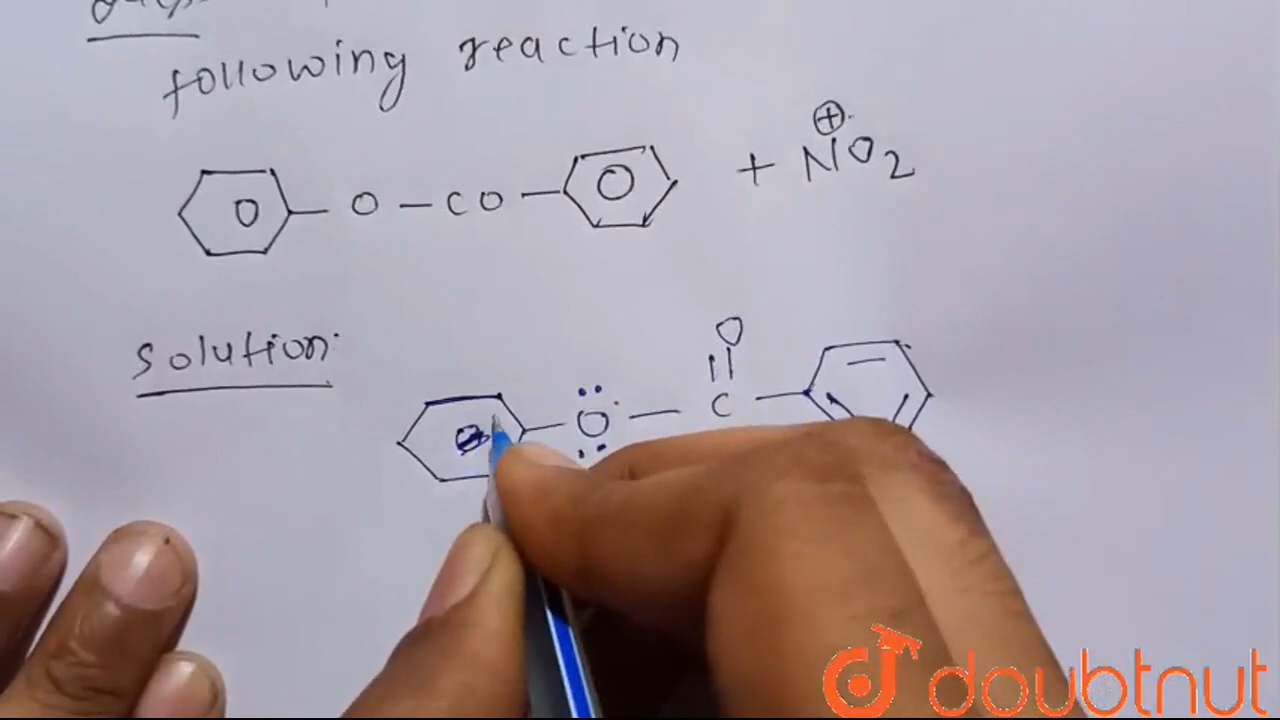 following reaction
O - CO - + NO2
⊕
Solution
O
O - C -
doubtnut